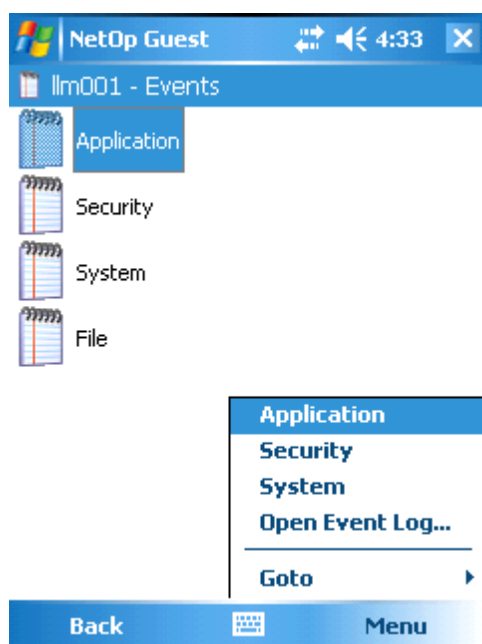 NetOp Guest 4:33
llm001 - Events
Application
Security
System
File
Application
Security
System
Open Event Log...
Goto
Back Menu